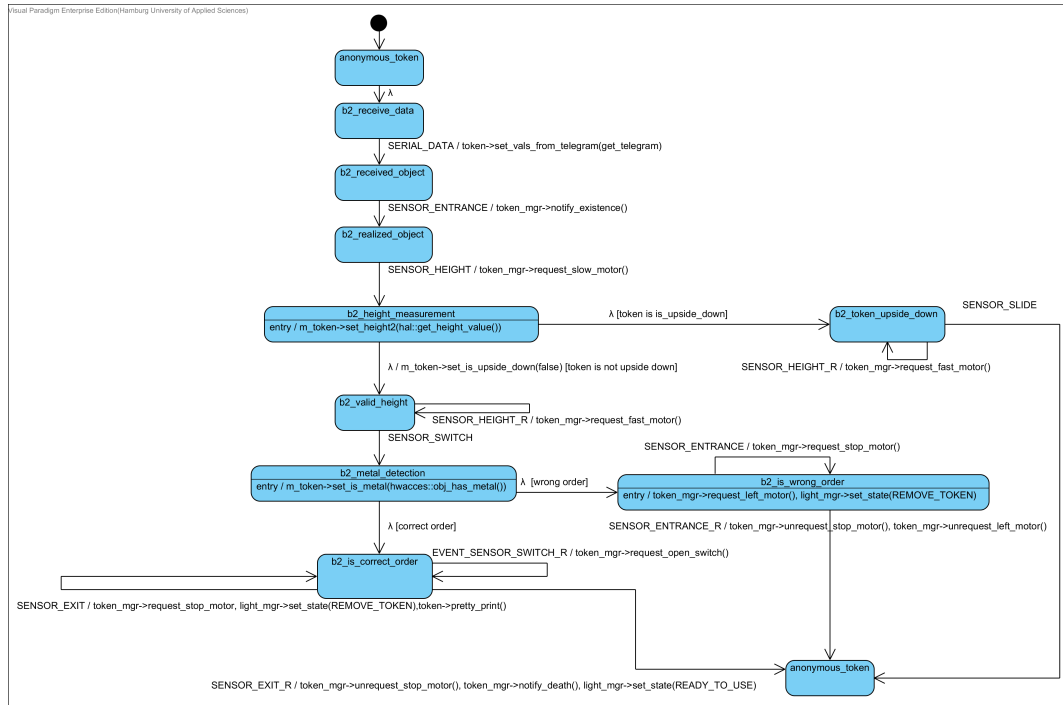 Visual Paradigm Enterprise Edition(Hamburg University of Applied Sciences)
anonymous_token
λ
b2_receive_data
SERIAL_DATA / token->set_vals_from_telegram(get_telegram)
b2_received_object
SENSOR_ENTRANCE / token_mgr->notify_existence()
b2_realized_object
SENSOR_HEIGHT / token_mgr->request_slow_motor()
b2_height_measurement
entry / m_token->set_height2(hal::get_height_value())
λ [token is is_upside_down]
b2_token_upside_down
SENSOR_SLIDE
SENSOR_HEIGHT_R / token_mgr->request_fast_motor()
λ / m_token->set_is_upside_down(false) [token is not upside down]
b2_valid_height
SENSOR_HEIGHT_R / token_mgr->request_fast_motor()
SENSOR_SWITCH
SENSOR_ENTRANCE / token_mgr->request_stop_motor()
b2_metal_detection
entry / m_token->set_is_metal(hwacces::obj_has_metal())
λ [wrong order]
b2_is_wrong_order
entry / token_mgr->request_left_motor(), light_mgr->set_state(REMOVE_TOKEN)
λ [correct order]
SENSOR_ENTRANCE_R / token_mgr->unrequest_stop_motor(), token_mgr->unrequest_left_motor()
EVENT_SENSOR_SWITCH_R / token_mgr->request_open_switch()
b2_is_correct_order
SENSOR_EXIT / token_mgr->request_stop_motor, light_mgr->set_state(REMOVE_TOKEN),token->pretty_print()
anonymous_token
SENSOR_EXIT_R / token_mgr->unrequest_stop_motor(), token_mgr->notify_death(), light_mgr->set_state(READY_TO_USE)